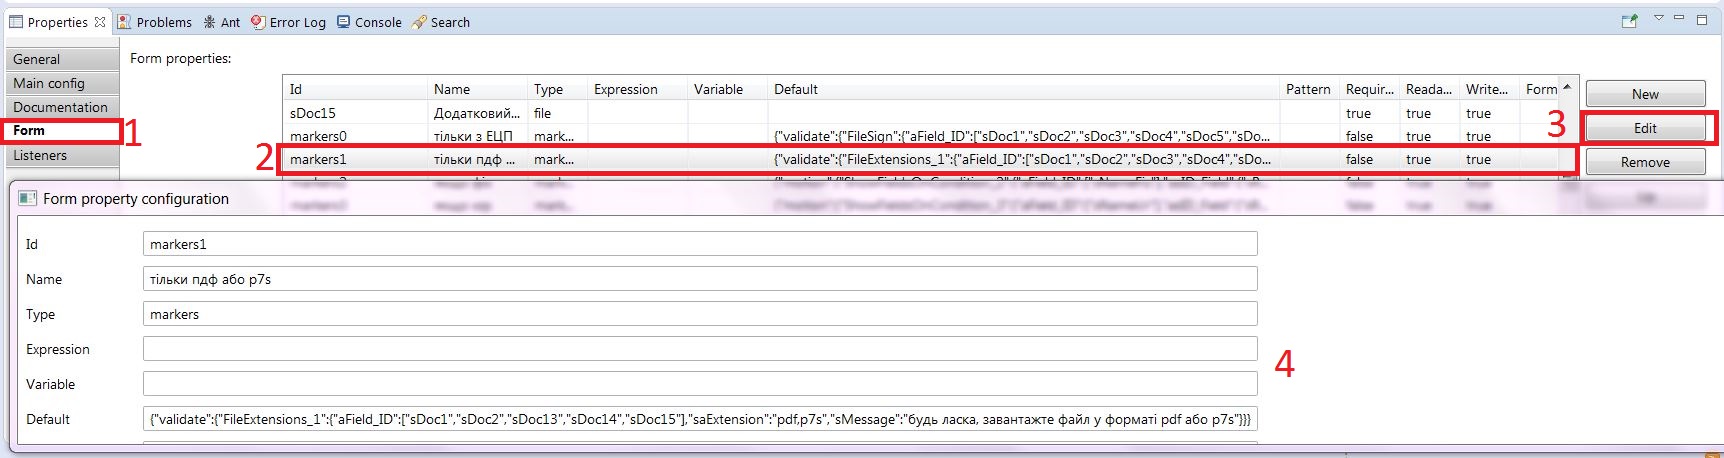 Properties Problems Ant Error Log Console Search
General
Main config
Documentation
Form
Listeners
1
Form properties:
Id Name Type Expression Variable Default Pattern Requir... Reada... Write... Form
sDoc15 Додатковий... file true true true
markers0 тільки з ЕЦП mark... {"validate":{"FileSign":{"aField_ID":["sDoc1","sDoc2","sDoc3","sDoc4","sDoc5","sDo... false true true
2
markers1 тільки пдф ... mark... {"validate":{"FileExtensions_1":{"aField_ID":["sDoc1","sDoc2","sDoc3","sDoc4","sDo... false true true
New
3
Edit
Remove
Form property configuration
Id markers1
Name тільки пдф або p7s
Type markers
Expression
Variable
4
Default {"validate":{"FileExtensions_1":{"aField_ID":["sDoc1","sDoc2","sDoc13","sDoc14","sDoc15"],"saExtension":"pdf,p7s","sMessage":"будь ласка, завантажте файл у форматі pdf або p7s"}}}